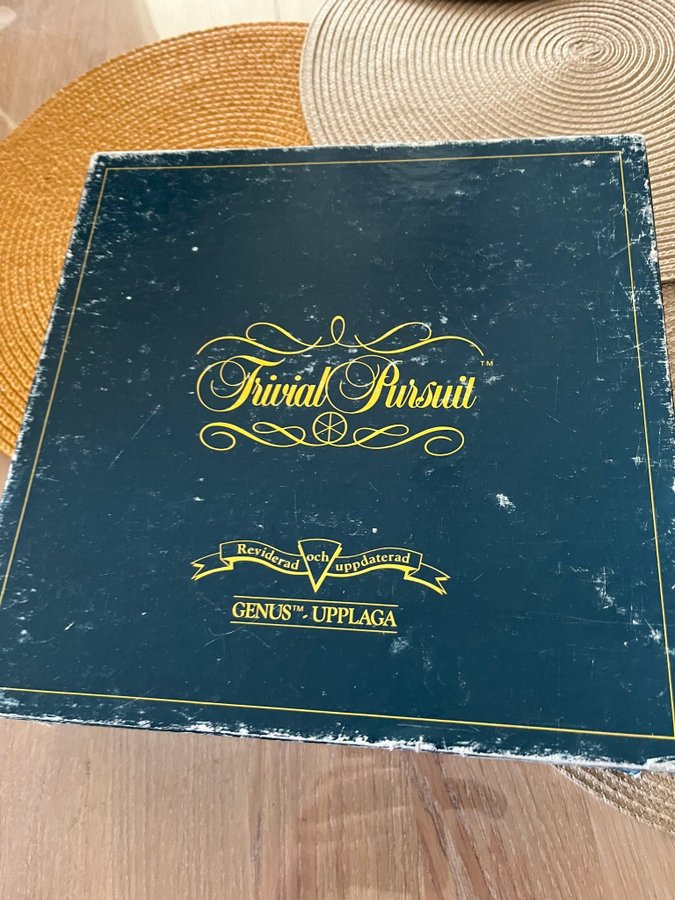 Trivial Pursuit™
Reviderad och uppdaterad
GENUS™-UPPLAGA